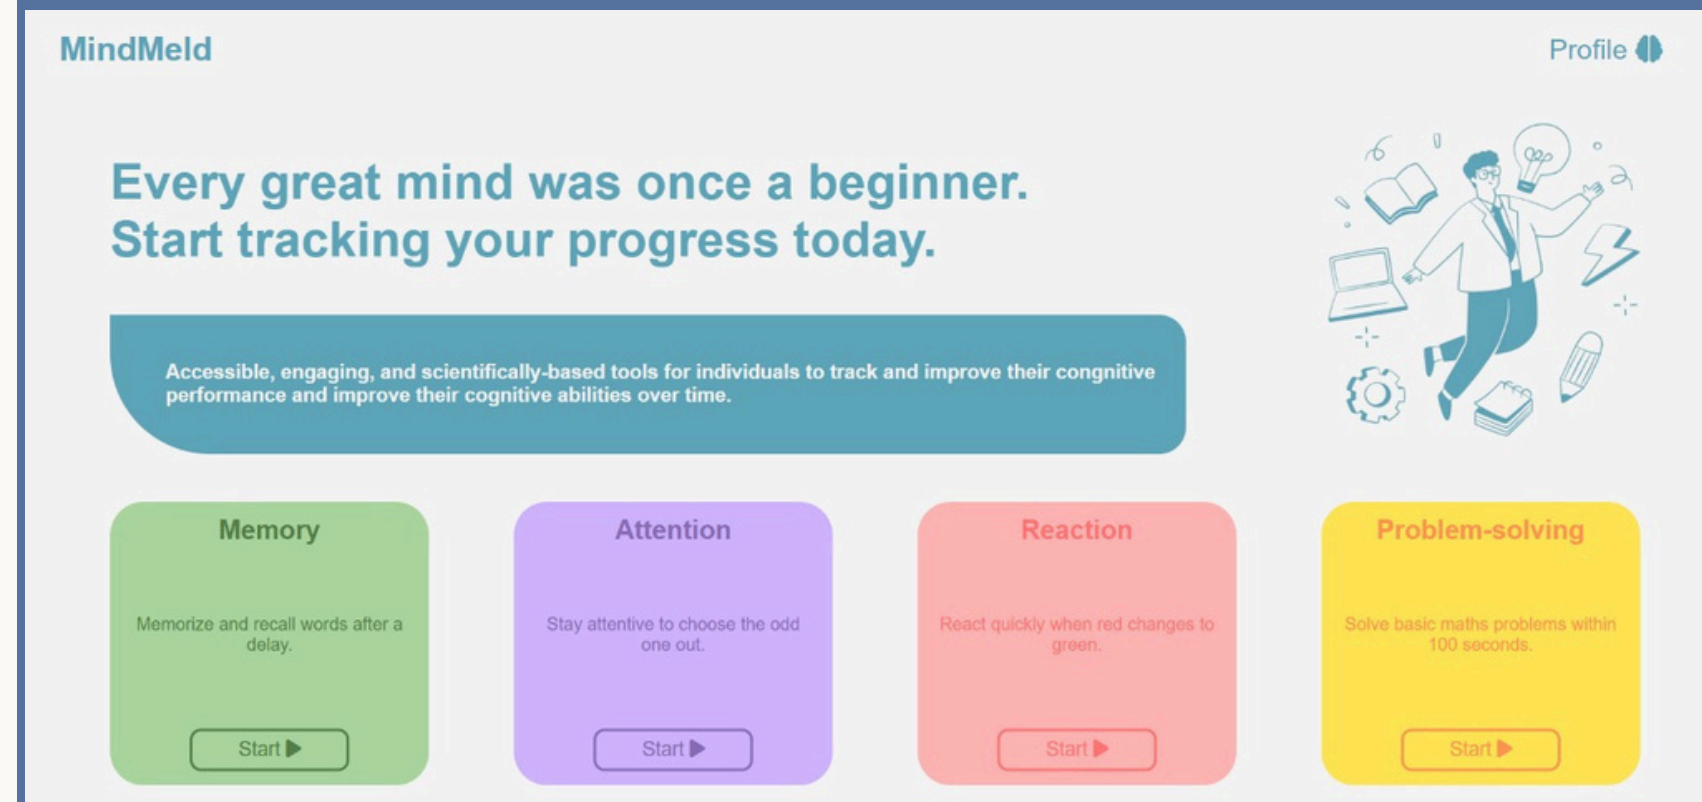 MindMeld
Profile
Every great mind was once a beginner.
Start tracking your progress today.
Accessible, engaging, and scientifically-based tools for individuals to track and improve their congnitive
performance and improve their cognitive abilities over time.
Memory
Memorize and recall words after a
delay.
Start
Attention
Stay attentive to choose the odd
one out.
Start
Reaction
React quickly when red changes to
green.
Start
Problem-solving
Solve basic maths problems within
100 seconds.
Start